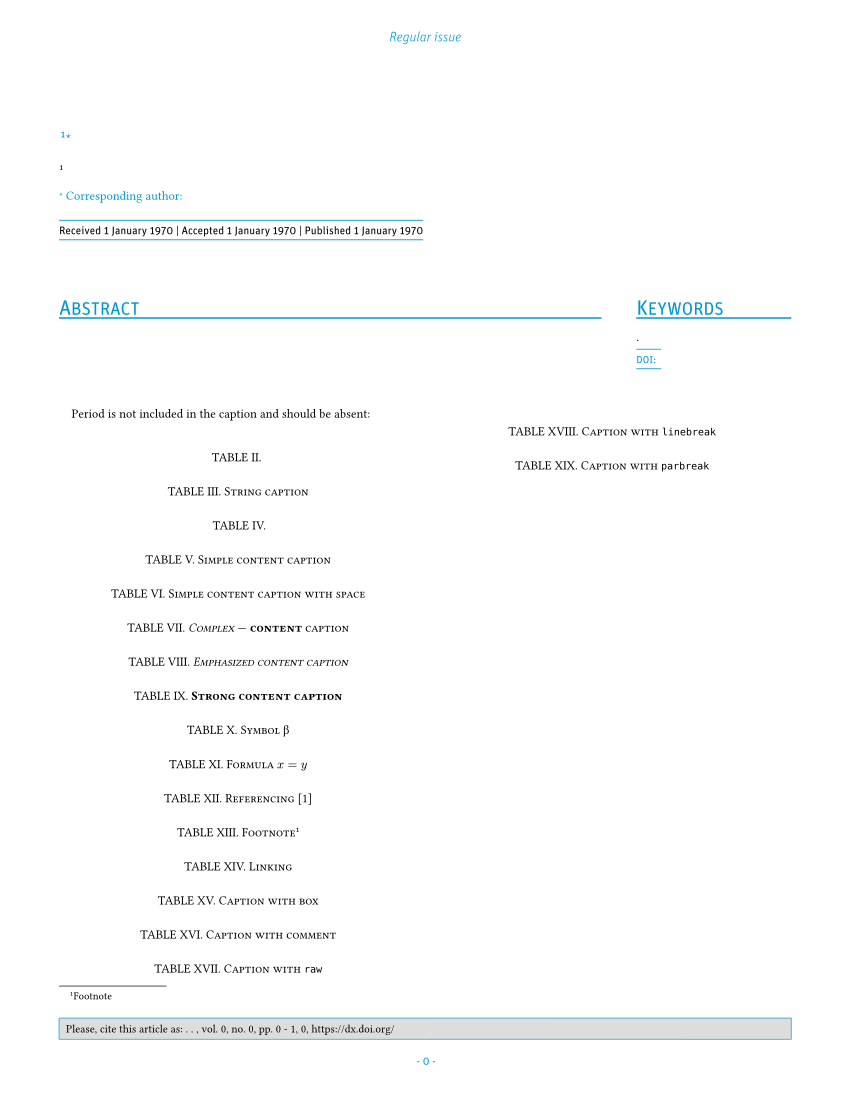 Regular issue
¹*
¹
* Corresponding author:
Received 1 January 1970 | Accepted 1 January 1970 | Published 1 January 1970
Abstract
Keywords
.
DOI:
Period is not included in the caption and should be absent:
TABLE II.
TABLE III. String caption
TABLE IV.
TABLE V. Simple content caption
TABLE VI. Simple content caption with space
TABLE VII. Complex — content caption
TABLE VIII. Emphasized content caption
TABLE IX. Strong content caption
TABLE X. Symbol β
TABLE XI. Formula x = y
TABLE XII. Referencing [1]
TABLE XIII. Footnote¹
TABLE XIV. Linking
TABLE XV. Caption with box
TABLE XVI. Caption with comment
TABLE XVII. Caption with raw
¹Footnote
TABLE XVIII. Caption with linebreak
TABLE XIX. Caption with parbreak
Please, cite this article as: . . , vol. 0, no. 0, pp. 0 - 1, 0, https://dx.doi.org/
- 0 -